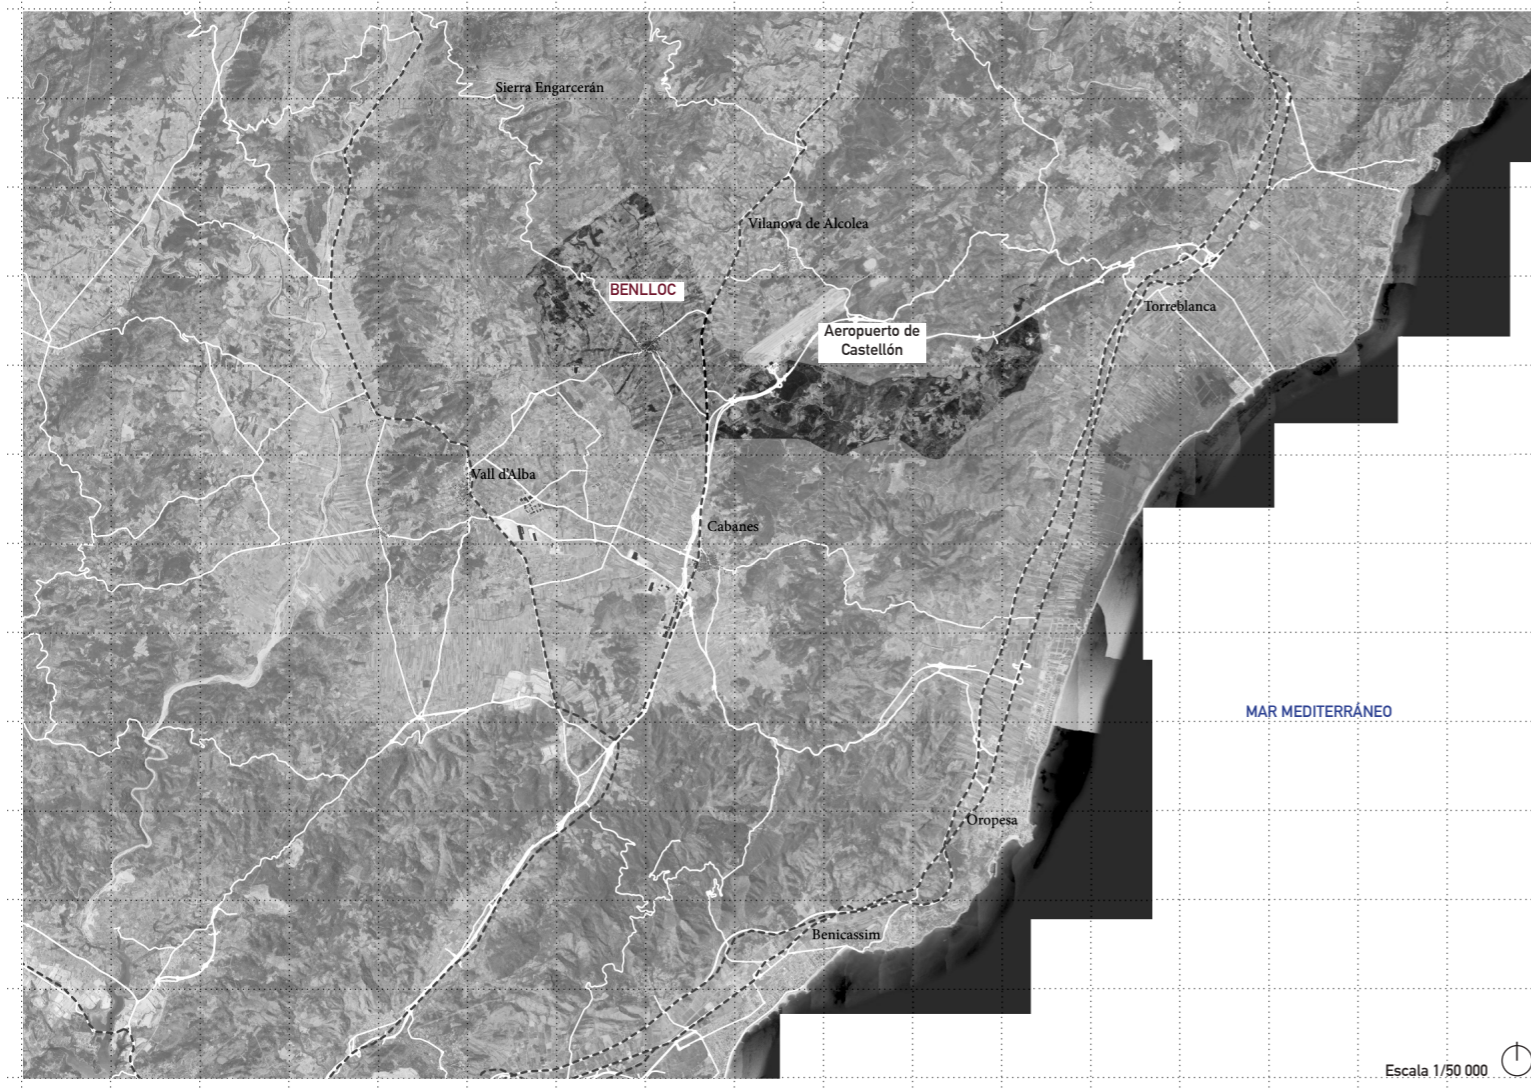 Sierra Engarcerán
Vilanova de Alcolea
BENLLOC
Torreblanca
Aeropuerto de
Castellón
Vall d'Alba
Cabanes
MAR MEDITERRÁNEO
Oropesa
Benicassim
Escala 1/50 000